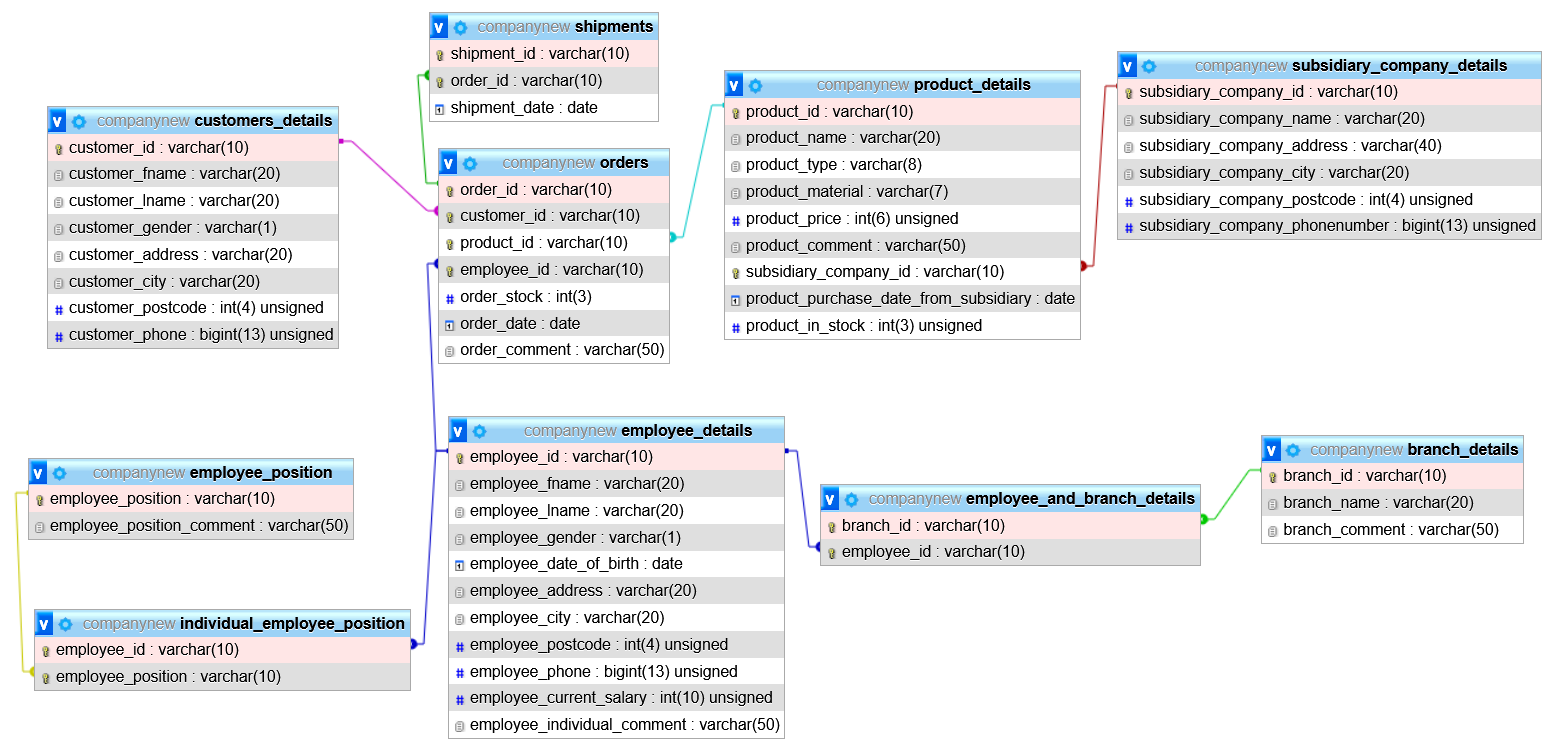 companynew shipments
shipment_id : varchar(10)
order_id : varchar(10)
shipment_date : date
companynew customers_details
customer_id : varchar(10)
customer_fname : varchar(20)
customer_lname : varchar(20)
customer_gender : varchar(1)
customer_address : varchar(20)
customer_city : varchar(20)
customer_postcode : int(4) unsigned
customer_phone : bigint(13) unsigned
companynew orders
order_id : varchar(10)
customer_id : varchar(10)
product_id : varchar(10)
employee_id : varchar(10)
order_stock : int(3)
order_date : date
order_comment : varchar(50)
companynew product_details
product_id : varchar(10)
product_name : varchar(20)
product_type : varchar(8)
product_material : varchar(7)
product_price : int(6) unsigned
product_comment : varchar(50)
subsidiary_company_id : varchar(10)
product_purchase_date_from_subsidiary : date
product_in_stock : int(3) unsigned
companynew subsidiary_company_details
subsidiary_company_id : varchar(10)
subsidiary_company_name : varchar(20)
subsidiary_company_address : varchar(40)
subsidiary_company_city : varchar(20)
subsidiary_company_postcode : int(4) unsigned
subsidiary_company_phonenumber : bigint(13) unsigned
companynew employee_position
employee_position : varchar(10)
employee_position_comment : varchar(50)
companynew individual_employee_position
employee_id : varchar(10)
employee_position : varchar(10)
companynew employee_details
employee_id : varchar(10)
employee_fname : varchar(20)
employee_lname : varchar(20)
employee_gender : varchar(1)
employee_date_of_birth : date
employee_address : varchar(20)
employee_city : varchar(20)
employee_postcode : int(4) unsigned
employee_phone : bigint(13) unsigned
employee_current_salary : int(10) unsigned
employee_individual_comment : varchar(50)
companynew employee_and_branch_details
branch_id : varchar(10)
employee_id : varchar(10)
companynew branch_details
branch_id : varchar(10)
branch_name : varchar(20)
branch_comment : varchar(50)